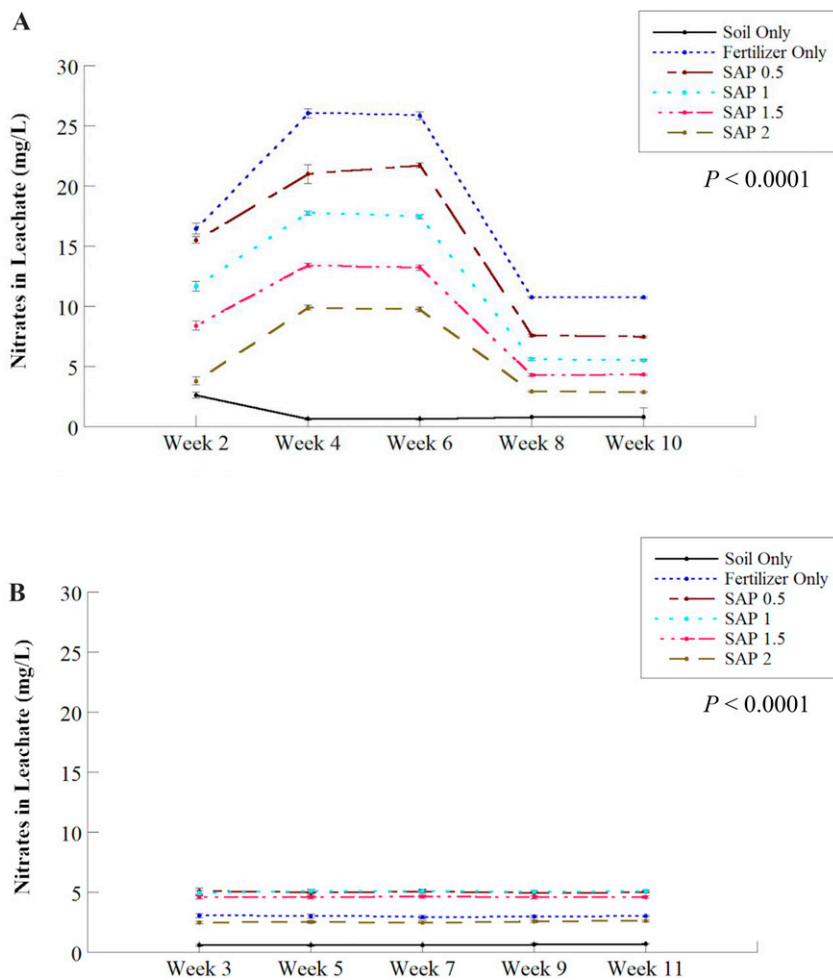 A
Soil Only
Fertilizer Only
SAP 0.5
SAP 1
SAP 1.5
SAP 2
P < 0.0001
Nitrates in Leachate (mg/L)
30
25
20
15
10
5
0
Week 2 Week 4 Week 6 Week 8 Week 10
B
Soil Only
Fertilizer Only
SAP 0.5
SAP 1
SAP 1.5
SAP 2
P < 0.0001
Nitrates in Leachate (mg/L)
30
25
20
15
10
5
0
Week 3 Week 5 Week 7 Week 9 Week 11